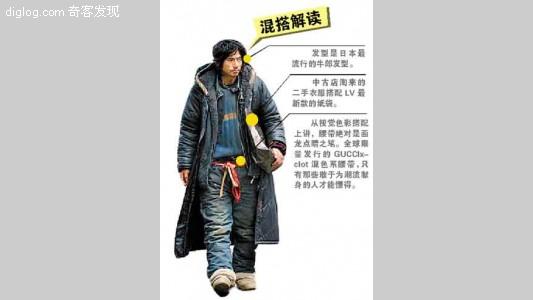 diglog.com 奇客发现
混搭解读
发型是日本最
流行的牛郎发型。
中古店淘来的
二手衣服搭配 LV 最
新款的纸袋。
从视觉色彩搭配
上讲，腰带绝对是画
龙点睛之笔。全球限
量发行的 GUCCIx-
clot 混色系腰带，只
有那些敢于为潮流献
身的人才能懂得。